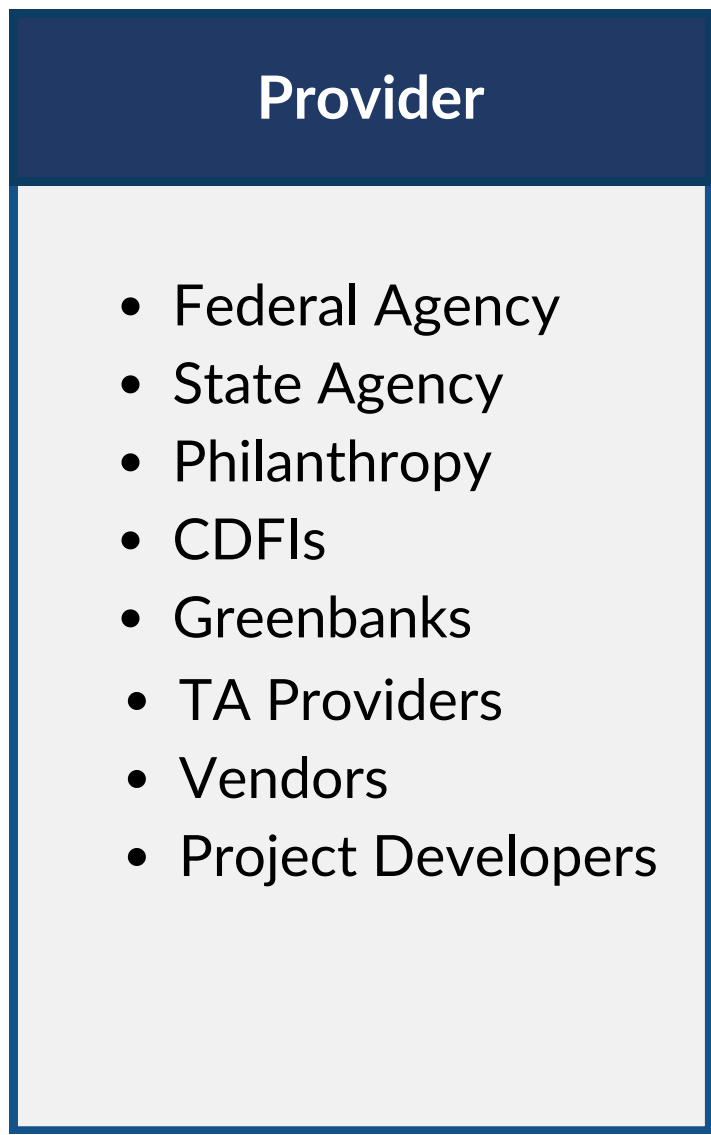 Provider
• Federal Agency
• State Agency
• Philanthropy
• CDFIs
• Greenbanks
• TA Providers
• Vendors
• Project Developers